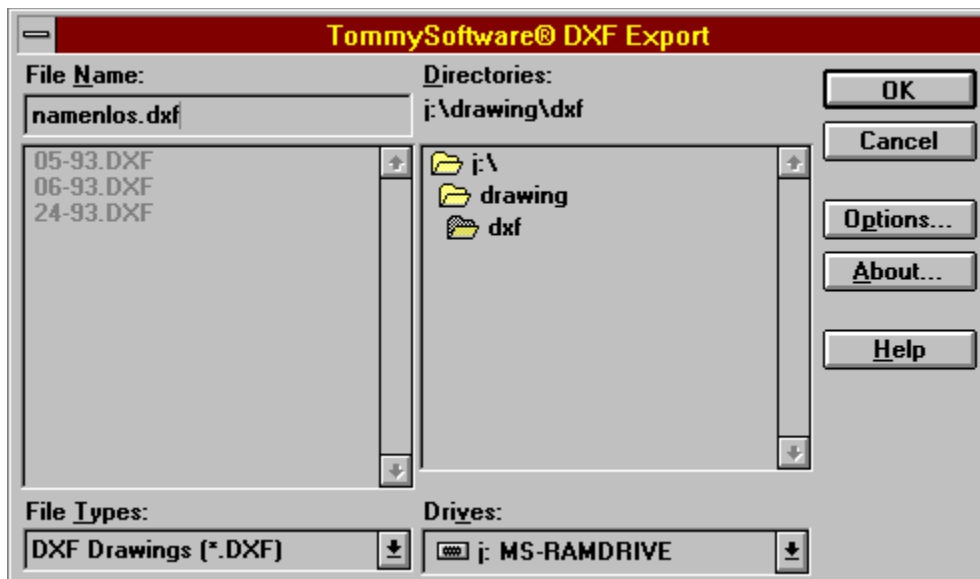 TommySoftware® DXF Export
File Name:
namenlos.dxf
05-93.DXF
06-93.DXF
24-93.DXF
File Types:
DXF Drawings (*.DXF)
Directories:
j:\drawing\dxf
j:\
drawing
dxf
Drives:
j: MS-RAMDRIVE
OK
Cancel
Options...
About...
Help